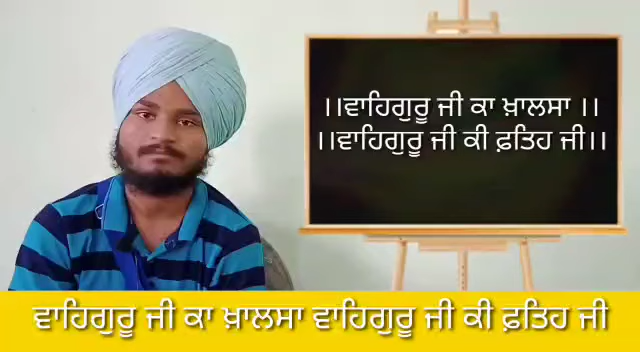 ।।ਵਾਹਿਗੁਰੂ ਜੀ ਕਾ ਖ਼ਾਲਸਾ ।।
।।ਵਾਹਿਗੁਰੂ ਜੀ ਕੀ ਫ਼ਤਿਹ ਜੀ।।
ਵਾਹਿਗੁਰੂ ਜੀ ਕਾ ਖ਼ਾਲਸਾ ਵਾਹਿਗੁਰੂ ਜੀ ਕੀ ਫ਼ਤਿਹ ਜੀ